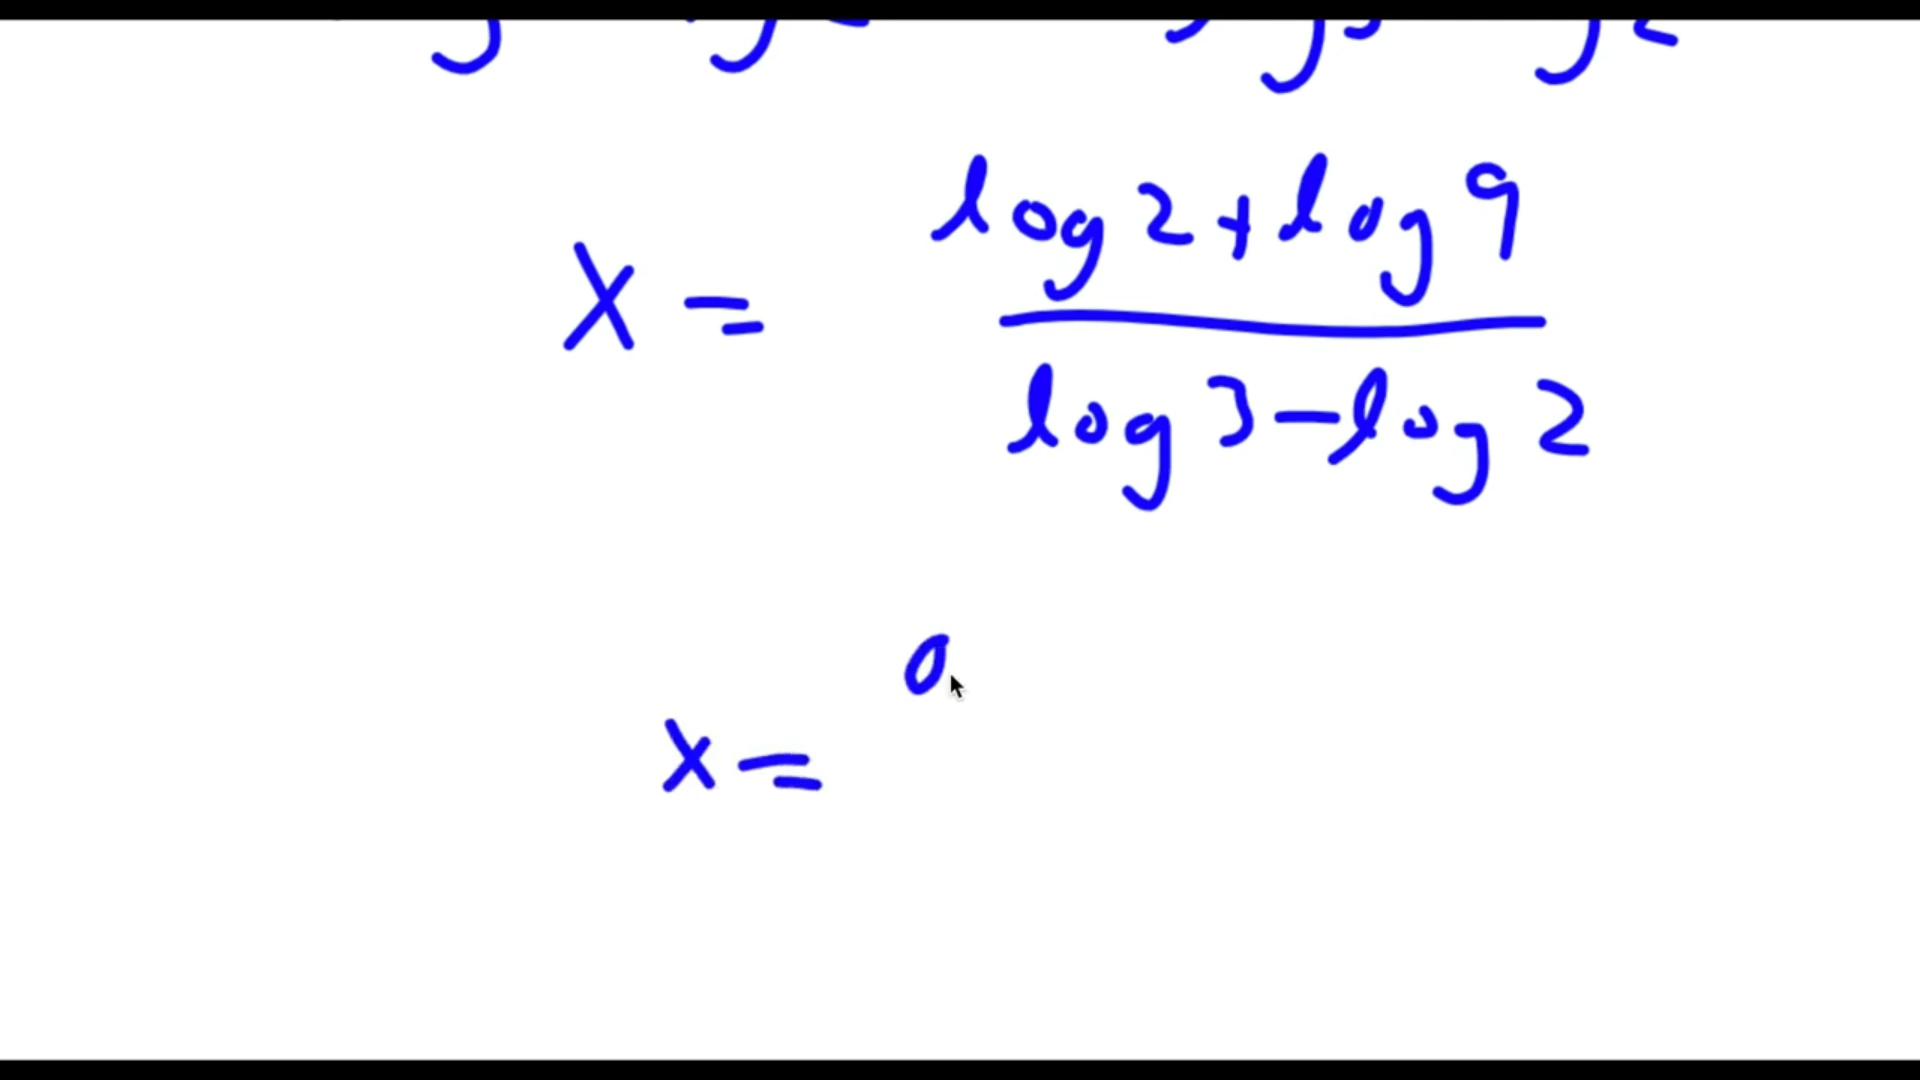 X = log 2 + log 9
log 3 - log 2
x = 0